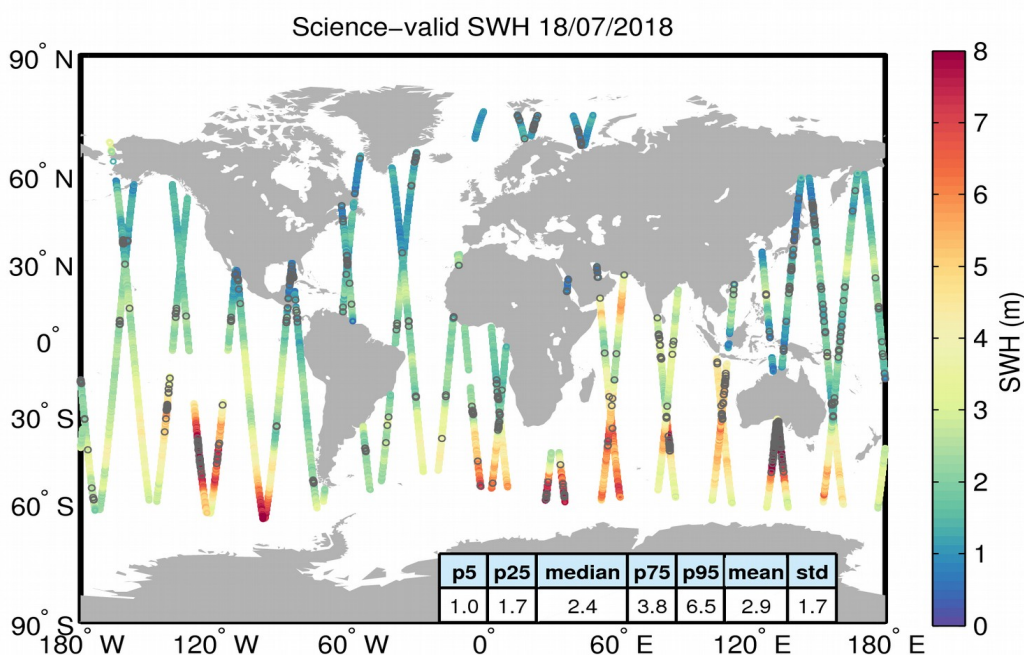 Science−valid SWH 18/07/2018
90° N
60° N
30° N
0°
30° S
60° S
90° S
180° W
120° W
60° W
0°
60° E
120° E
180° E
p5 p25 median p75 p95 mean std
1.0 1.7 2.4 3.8 6.5 2.9 1.7
8
7
6
5
4
3
2
1
0
SWH (m)